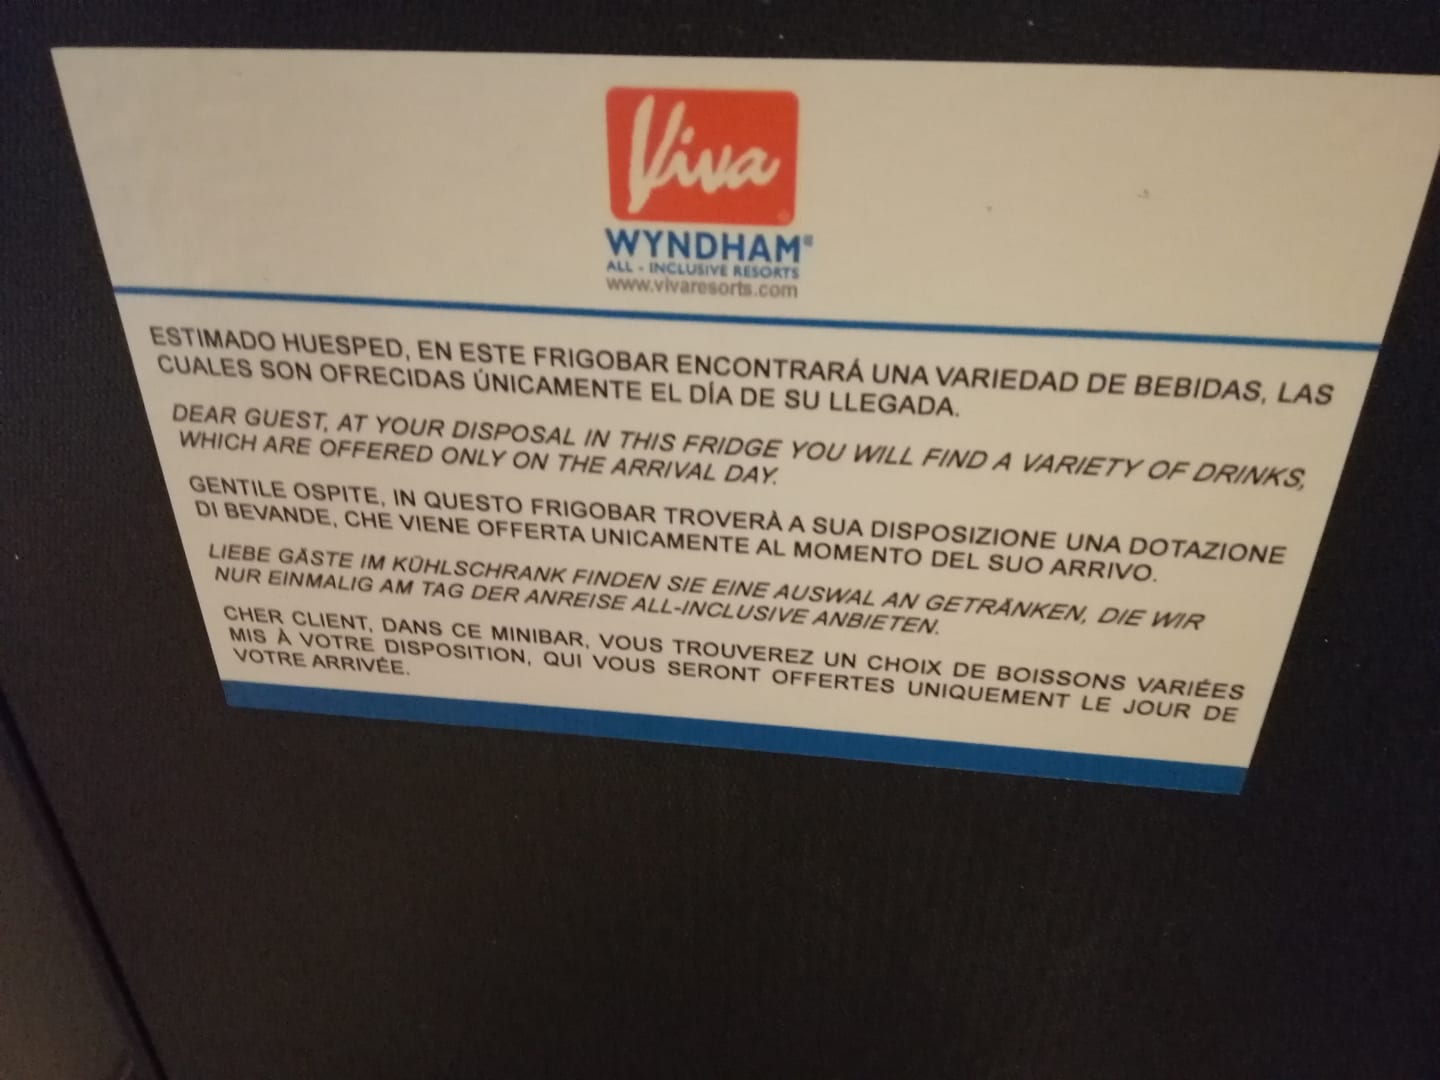 Viva
WYNDHAM®
ALL - INCLUSIVE RESORTS
www.vivaresorts.com
ESTIMADO HUESPED, EN ESTE FRIGOBAR ENCONTRARÁ UNA VARIEDAD DE BEBIDAS, LAS
CUALES SON OFRECIDAS ÚNICAMENTE EL DÍA DE SU LLEGADA.
DEAR GUEST, AT YOUR DISPOSAL IN THIS FRIDGE YOU WILL FIND A VARIETY OF DRINKS,
WHICH ARE OFFERED ONLY ON THE ARRIVAL DAY.
GENTILE OSPITE, IN QUESTO FRIGOBAR TROVERÀ A SUA DISPOSIZIONE UNA DOTAZIONE
DI BEVANDE, CHE VIENE OFFERTA UNICAMENTE AL MOMENTO DEL SUO ARRIVO.
LIEBE GÄSTE IM KÜHLSCHRANK FINDEN SIE EINE AUSWAL AN GETRÄNKEN, DIE WIR
NUR EINMALIG AM TAG DER ANREISE ALL-INCLUSIVE ANBIETEN.
CHER CLIENT, DANS CE MINIBAR, VOUS TROUVEREZ UN CHOIX DE BOISSONS VARIÉES
MIS À VOTRE DISPOSITION, QUI VOUS SERONT OFFERTES UNIQUEMENT LE JOUR DE
VOTRE ARRIVÉE.